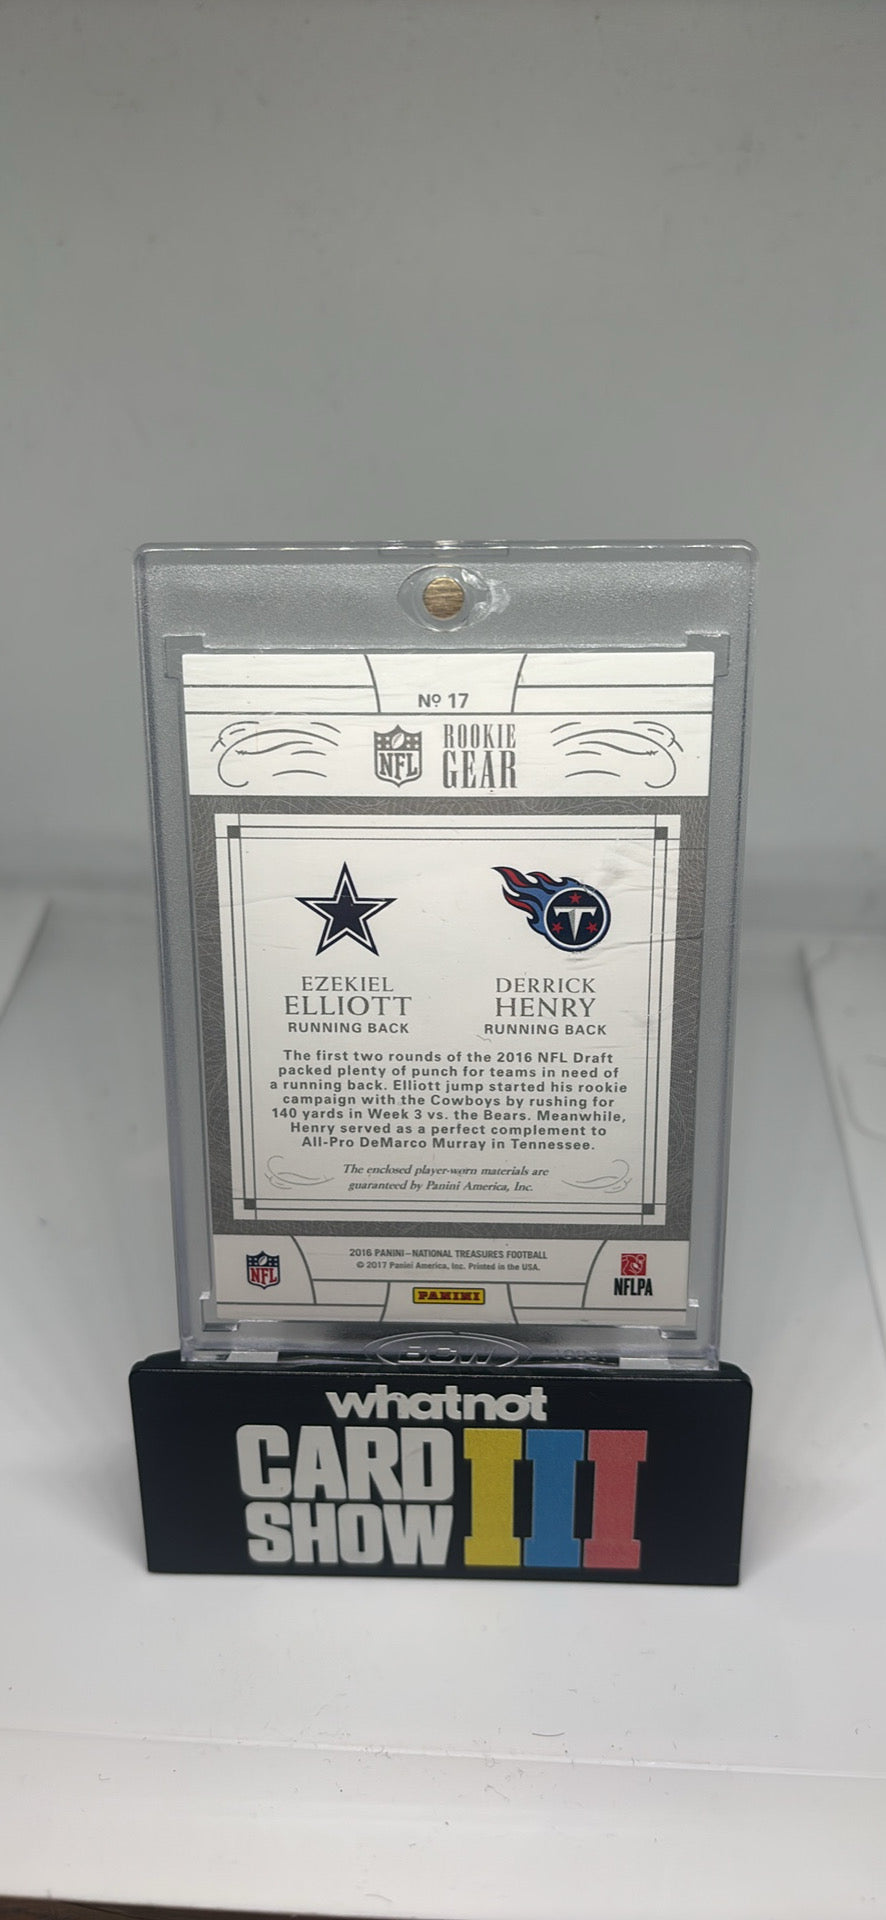 Nº 17
NFL
ROOKIE
GEAR
T
EZEKIEL
ELLIOTT
RUNNING BACK
DERRICK
HENRY
RUNNING BACK
The first two rounds of the 2016 NFL Draft
packed plenty of punch for teams in need of
a running back. Elliott jump started his rookie
campaign with the Cowboys by rushing for
140 yards in Week 3 vs. the Bears. Meanwhile,
Henry served as a perfect complement to
All-Pro DeMarco Murray in Tennessee.
The enclosed player-worn materials are
guaranteed by Panini America, Inc.
NFL
2016 PANINI – NATIONAL TREASURES FOOTBALL
© 2017 Panini America, Inc. Printed in the USA.
PANINI
NFLPA
BCW
whatnot
CARD
SHOW
III